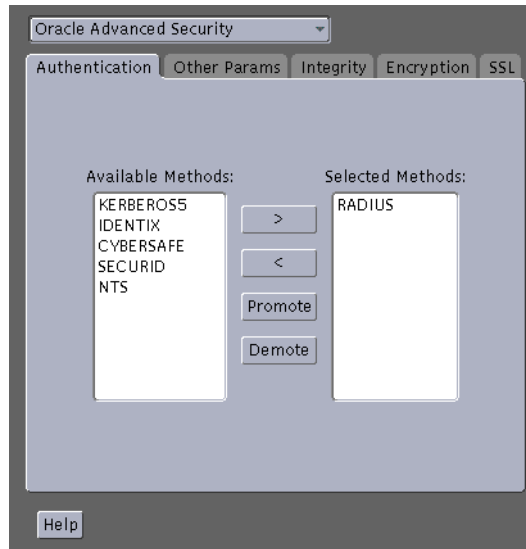 Oracle Advanced Security
Authentication Other Params Integrity Encryption SSL
Available Methods: Selected Methods:
KERBEROS5
IDENTIX
CYBERSAFE
SECURID
NTS
>
<
Promote
Demote
RADIUS
Help